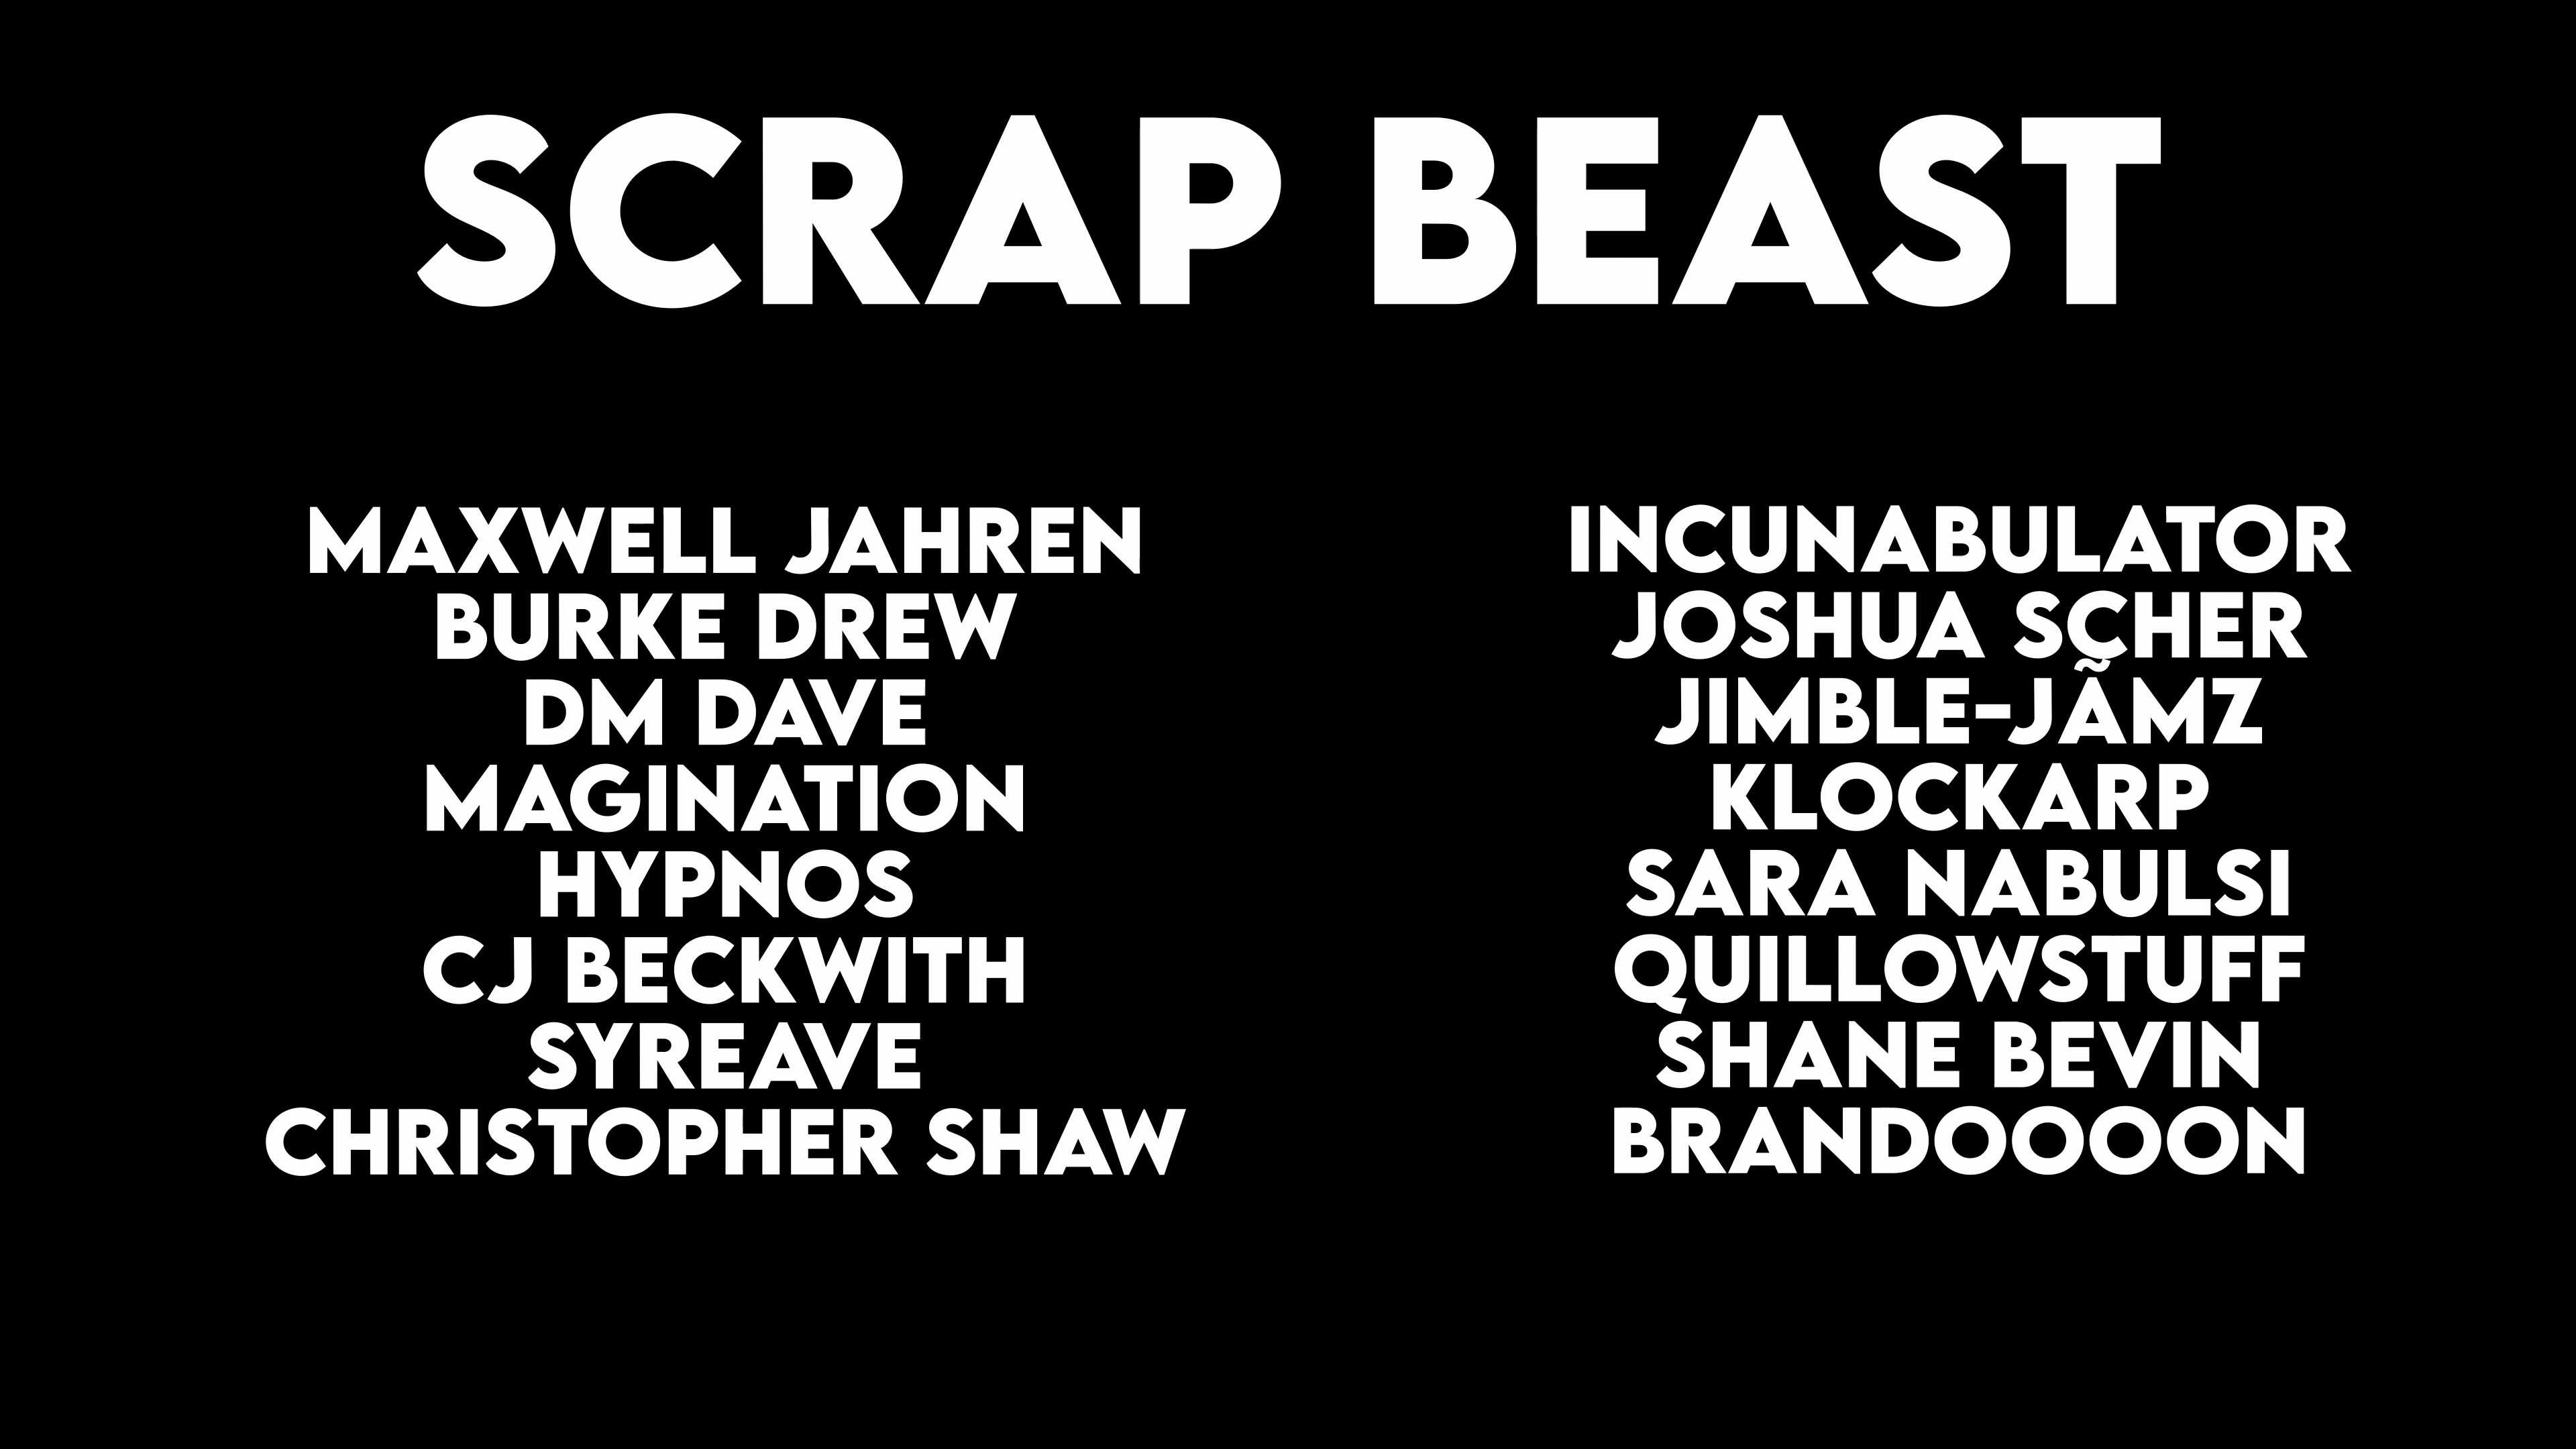 SCRAP BEAST
MAXWELL JAHREN
BURKE DREW
DM DAVE
MAGINATION
HYPNOS
CJ BECKWITH
SYREAVE
CHRISTOPHER SHAW
INCUNABULATOR
JOSHUA SCHER
JIMBLE-JÃMZ
KLOCKARP
SARA NABULSI
QUILLOWSTUFF
SHANE BEVIN
BRANDOOOON